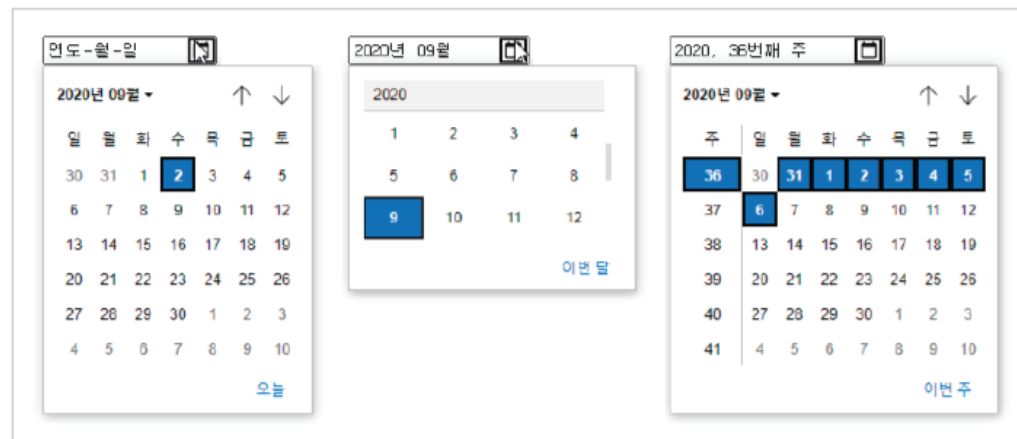 연도-월-일
2020년 09월
일 월 화 수 목 금 토
30 31 1 2 3 4 5
6 7 8 9 10 11 12
13 14 15 16 17 18 19
20 21 22 23 24 25 26
27 28 29 30 1 2 3
4 5 6 7 8 9 10
오늘
2020년 09월
2020
1 2 3 4
5 6 7 8
9 10 11 12
이번 달
2020, 36번째 주
2020년 09월
주 일 월 화 수 목 금 토
36 30 31 1 2 3 4 5
37 6 7 8 9 10 11 12
38 13 14 15 16 17 18 19
39 20 21 22 23 24 25 26
40 27 28 29 30 1 2 3
41 4 5 6 7 8 9 10
이번 주